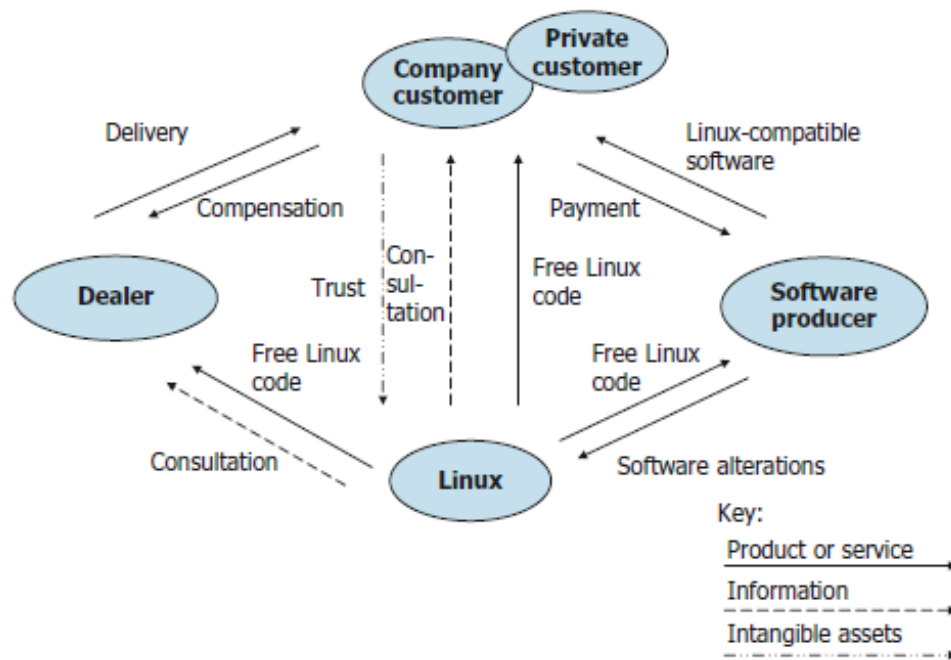 Private
customer
Company
customer
Delivery
Linux-compatible
software
Compensation
Payment
Con-
sul-
tation
Trust
Free Linux
code
Dealer
Software
producer
Free Linux
code
Free Linux
code
Consultation
Linux
Software alterations
Key:
Product or service
Information
Intangible assets